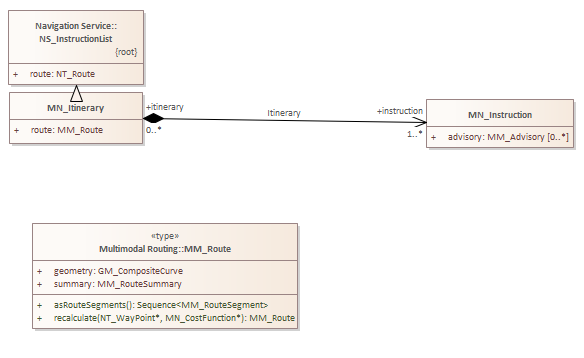 Navigation Service::
NS_InstructionList
{root}
+ route: NT_Route
MN_Itinerary
+ route: MM_Route
+itinerary
0..*
Itinerary
+instruction
1..*
MN_Instruction
+ advisory: MM_Advisory [0..*]
«type»
Multimodal Routing::MM_Route
+ geometry: GM_CompositeCurve
+ summary: MM_RouteSummary
+ asRouteSegments(): Sequence<MM_RouteSegment>
+ recalculate(NT_WayPoint*, MN_CostFunction*): MM_Route